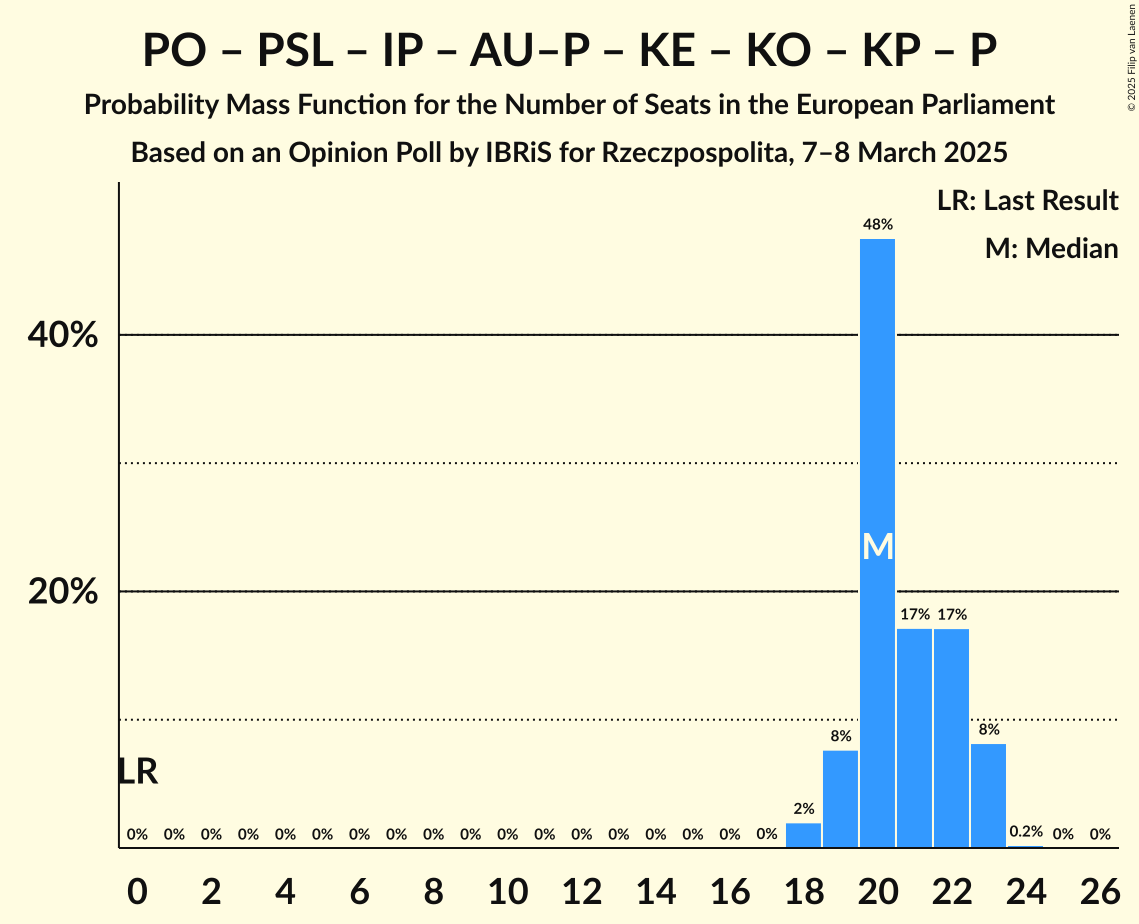 PO – PSL – IP – AU–P – KE – KO – KP – P
Probability Mass Function for the Number of Seats in the European Parliament
Based on an Opinion Poll by IBRiS for Rzeczpospolita, 7–8 March 2025
© 2025 Filip van Laenen
LR: Last Result
M: Median
48%
40%
M
20%
17% 17%
8% 8%
LR
2%
0% 0% 0% 0% 0% 0% 0% 0% 0% 0% 0% 0% 0% 0% 0% 0% 0% 0% 0.2% 0% 0%
0 2 4 6 8 10 12 14 16 18 20 22 24 26